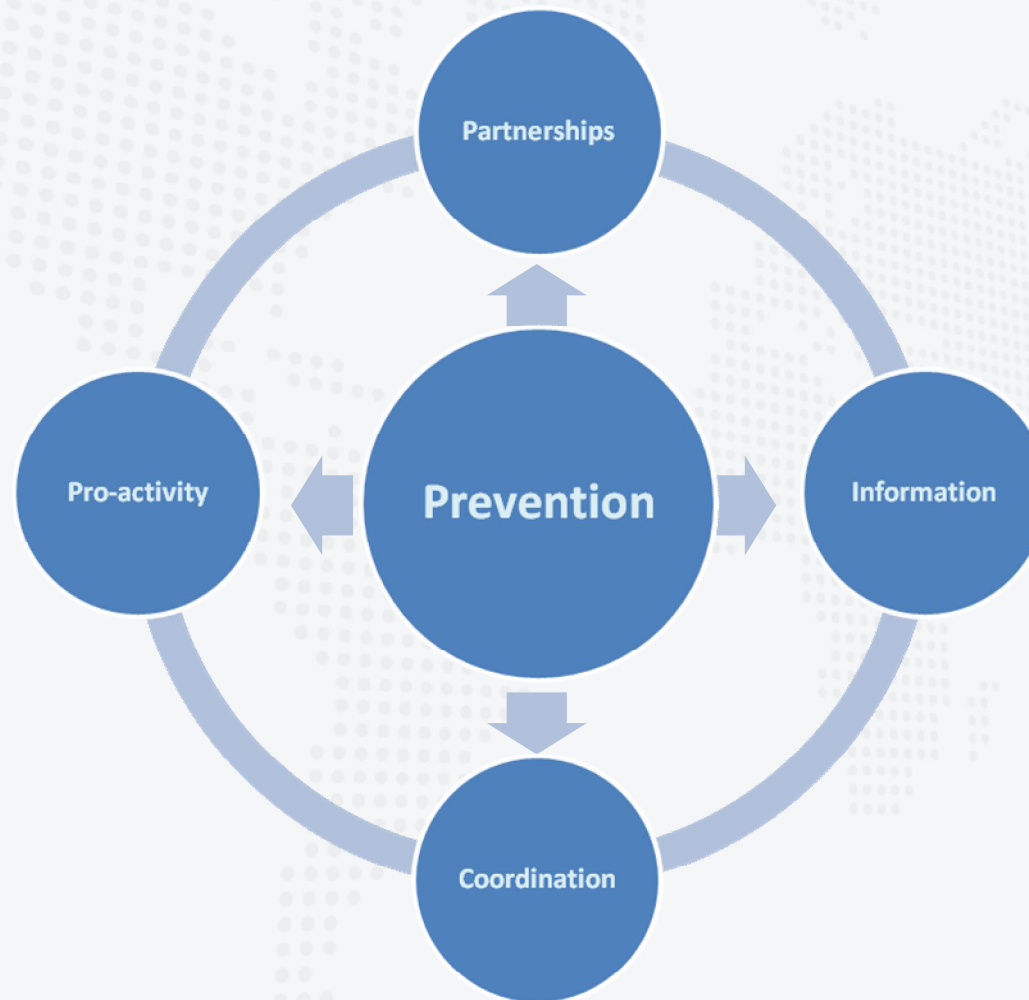 Partnerships
Pro-activity
Prevention
Information
Coordination